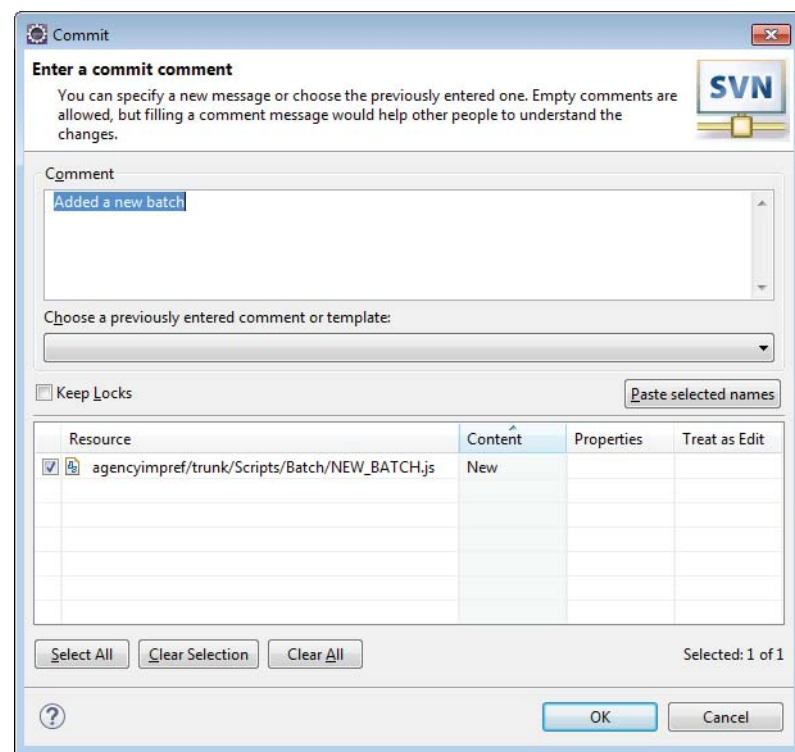 Commit
Enter a commit comment
You can specify a new message or choose the previously entered one. Empty comments are
allowed, but filling a comment message would help other people to understand the
changes.
SVN
Comment
Added a new batch
Choose a previously entered comment or template:
Keep Locks
Paste selected names
Resource Content Properties Treat as Edit
agencyimpref/trunk/Scripts/Batch/NEW_BATCH.js New
Select All Clear Selection Clear All Selected: 1 of 1
? OK Cancel